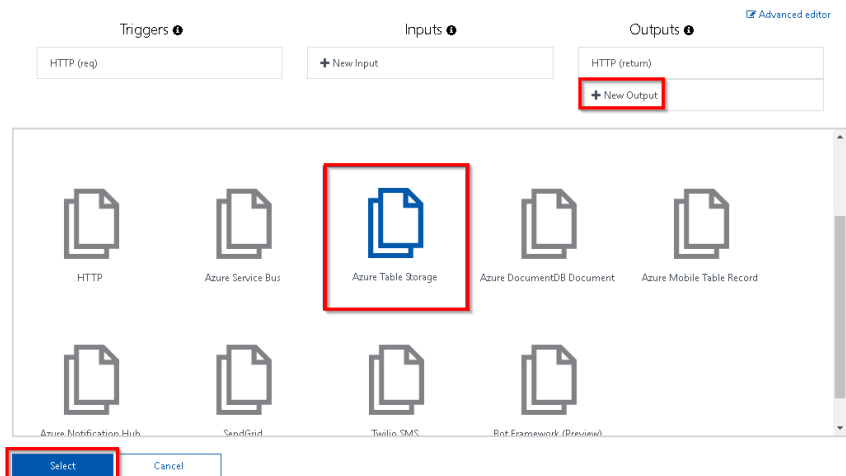 Advanced editor
Triggers
Inputs
Outputs
HTTP (req)
New Input
HTTP (return)
New Output
HTTP
Azure Service Bus
Azure Table Storage
Azure DocumentDB Document
Azure Mobile Table Record
Azure Notification Hub
SendGrid
Twilio SMS
Bot Framework (Preview)
Select
Cancel